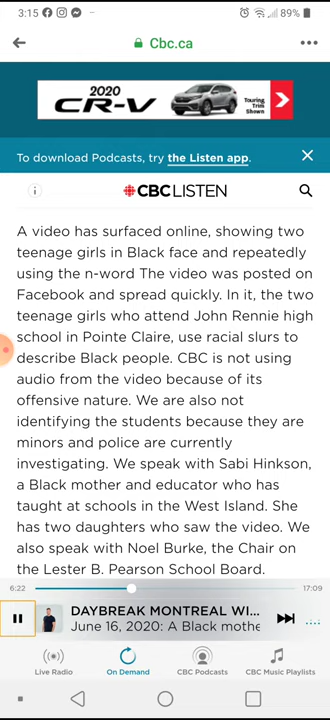 3:15
89%
Cbc.ca
2020
CR-V
Touring
Trim
Shown
To download Podcasts, try the Listen app.
CBC LISTEN
A video has surfaced online, showing two
teenage girls in Black face and repeatedly
using the n-word The video was posted on
Facebook and spread quickly. In it, the two
teenage girls who attend John Rennie high
school in Pointe Claire, use racial slurs to
describe Black people. CBC is not using
audio from the video because of its
offensive nature. We are also not
identifying the students because they are
minors and police are currently
investigating. We speak with Sabi Hinkson,
a Black mother and educator who has
taught at schools in the West Island. She
has two daughters who saw the video. We
also speak with Noel Burke, the Chair on
the Lester B. Pearson School Board.
6:22
17:09
DAYBREAK MONTREAL WI...
June 16, 2020: A Black mothe
Live Radio
On Demand
CBC Podcasts
CBC Music Playlists